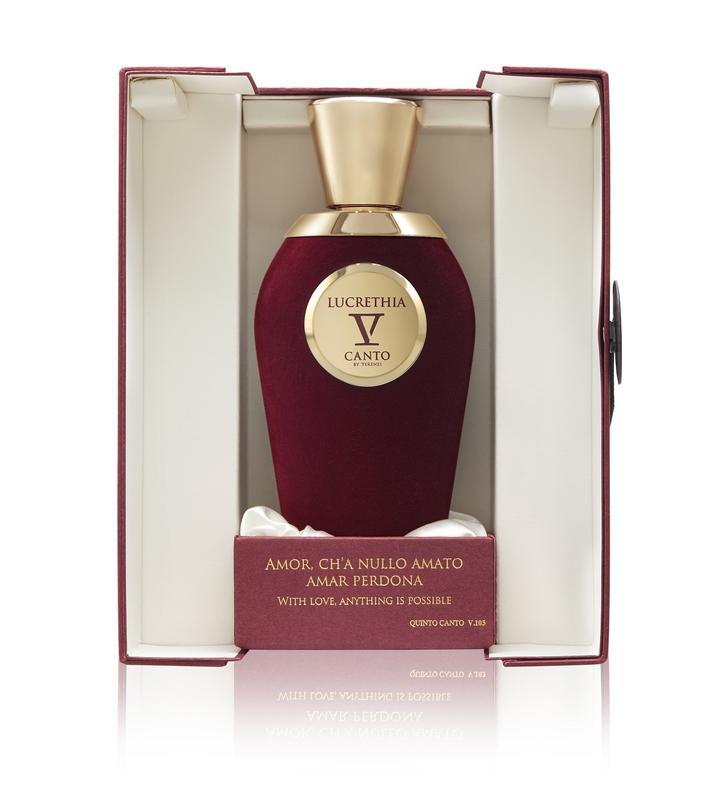 LUCRETHIA
V
CANTO
BY TERENZI
AMOR, CH'A NULLO AMATO
AMAR PERDONA
WITH LOVE, ANYTHING IS POSSIBLE
QUINTO CANTO V.103